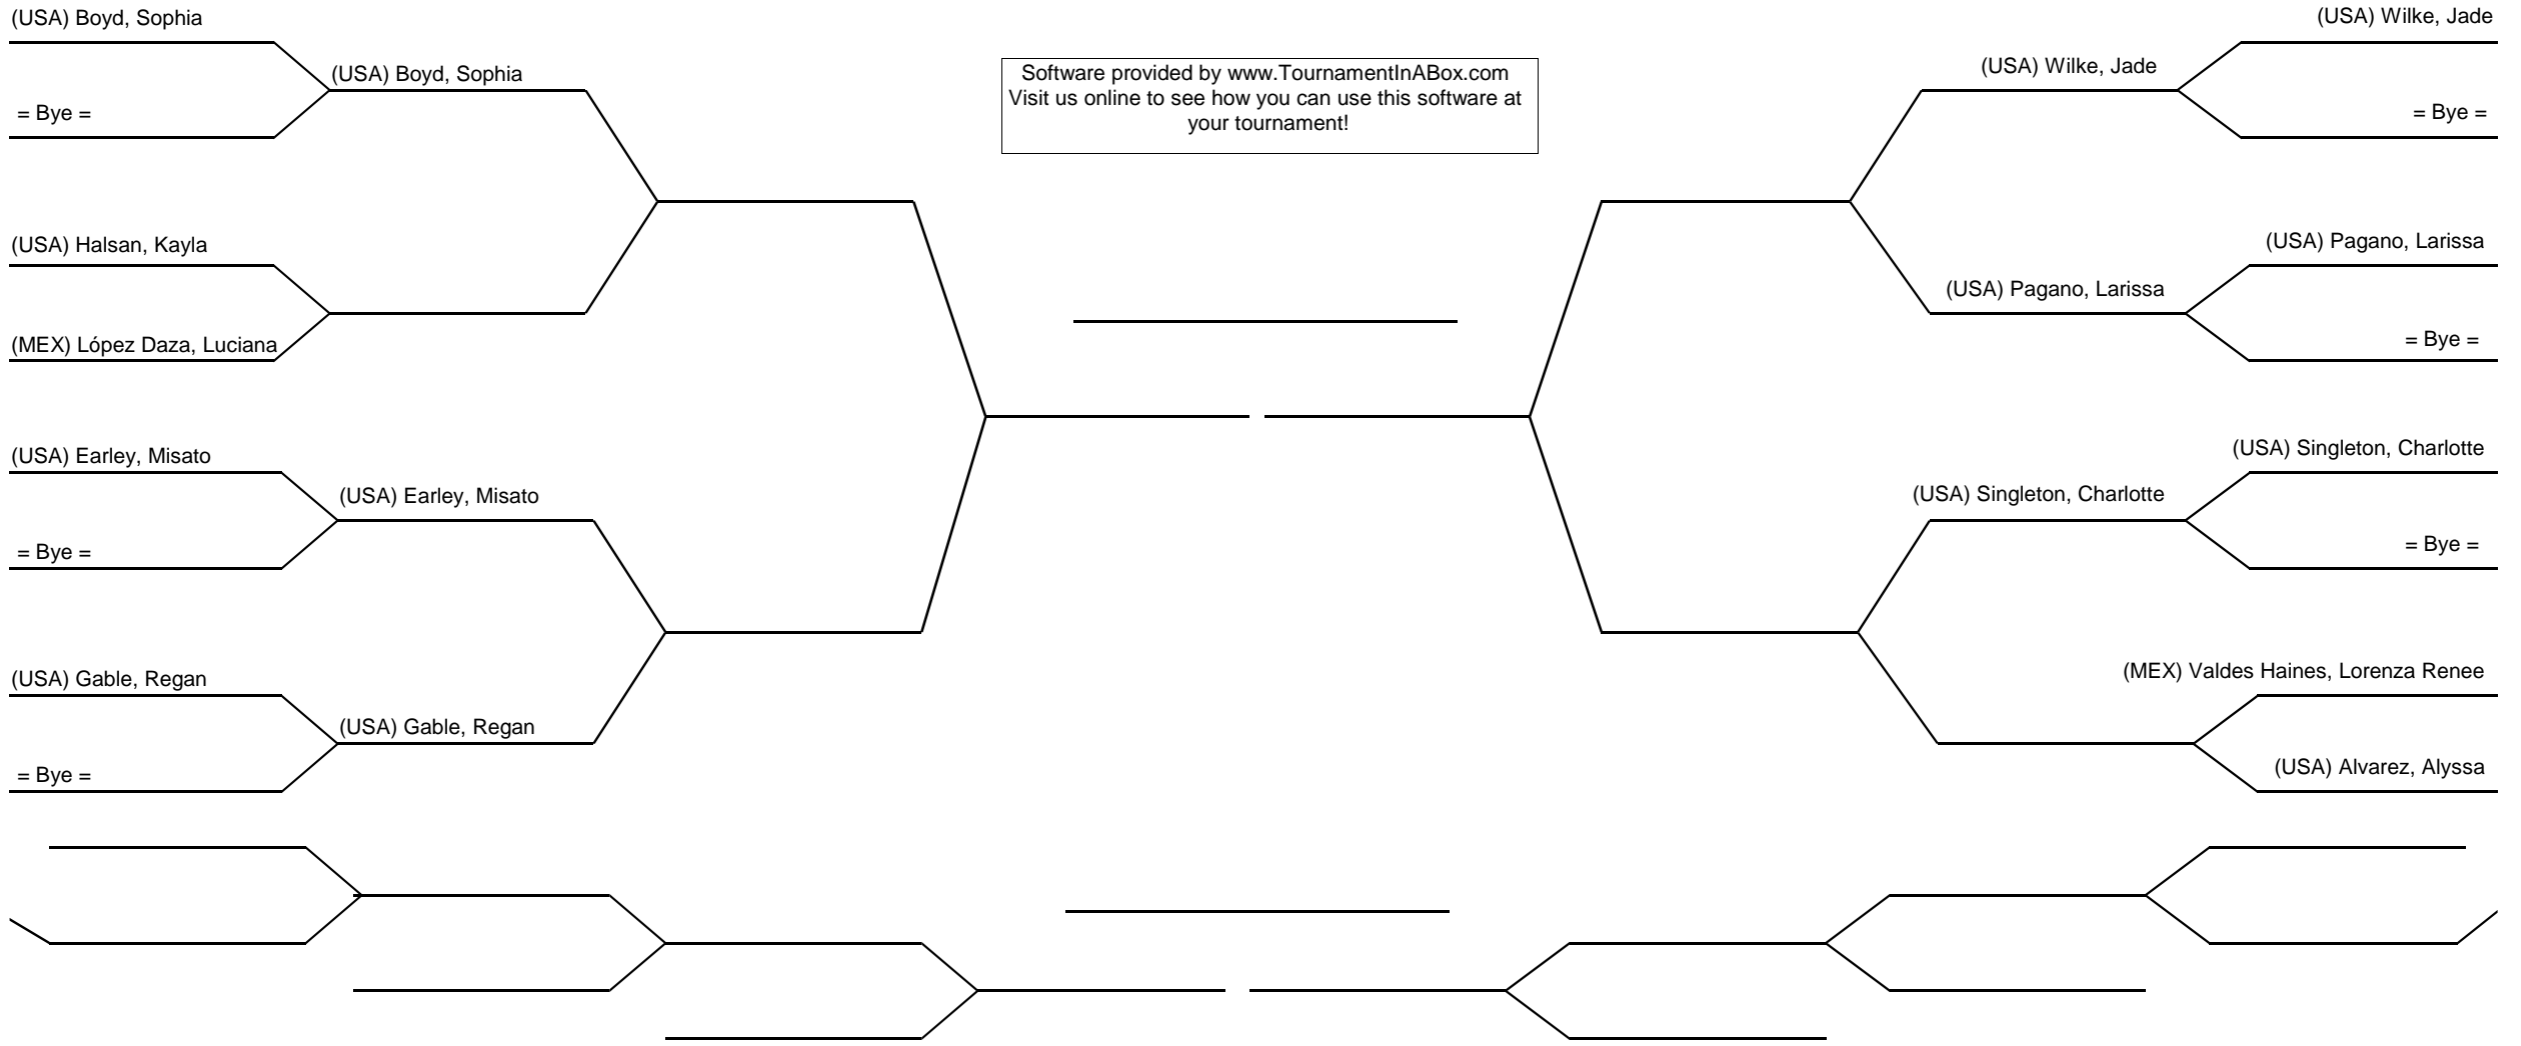 (USA) Boyd, Sophia
(USA) Boyd, Sophia
= Bye =
(USA) Halsan, Kayla
(MEX) López Daza, Luciana
(USA) Earley, Misato
(USA) Earley, Misato
= Bye =
(USA) Gable, Regan
(USA) Gable, Regan
= Bye =
Software provided by www.TournamentInABox.com
Visit us online to see how you can use this software at
your tournament!
(USA) Wilke, Jade
(USA) Wilke, Jade
= Bye =
(USA) Pagano, Larissa
(USA) Pagano, Larissa
= Bye =
(USA) Singleton, Charlotte
(USA) Singleton, Charlotte
= Bye =
(MEX) Valdes Haines, Lorenza Renee
(USA) Alvarez, Alyssa